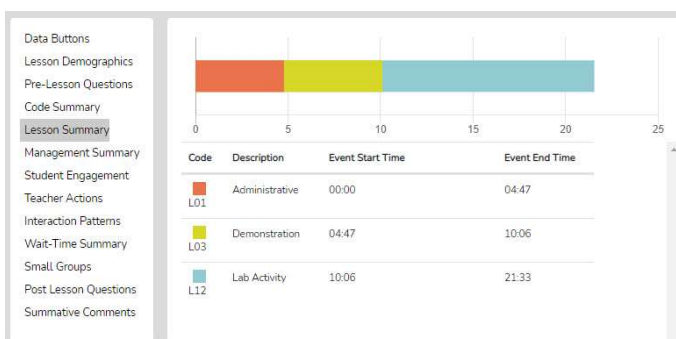 Data Buttons
Lesson Demographics
Pre-Lesson Questions
Code Summary
Lesson Summary
Management Summary
Student Engagement
Teacher Actions
Interaction Patterns
Wait-Time Summary
Small Groups
Post Lesson Questions
Summative Comments
0 5 10 15 20 25
Code Description Event Start Time Event End Time
L01 Administrative 00:00 04:47
L03 Demonstration 04:47 10:06
L12 Lab Activity 10:06 21:33